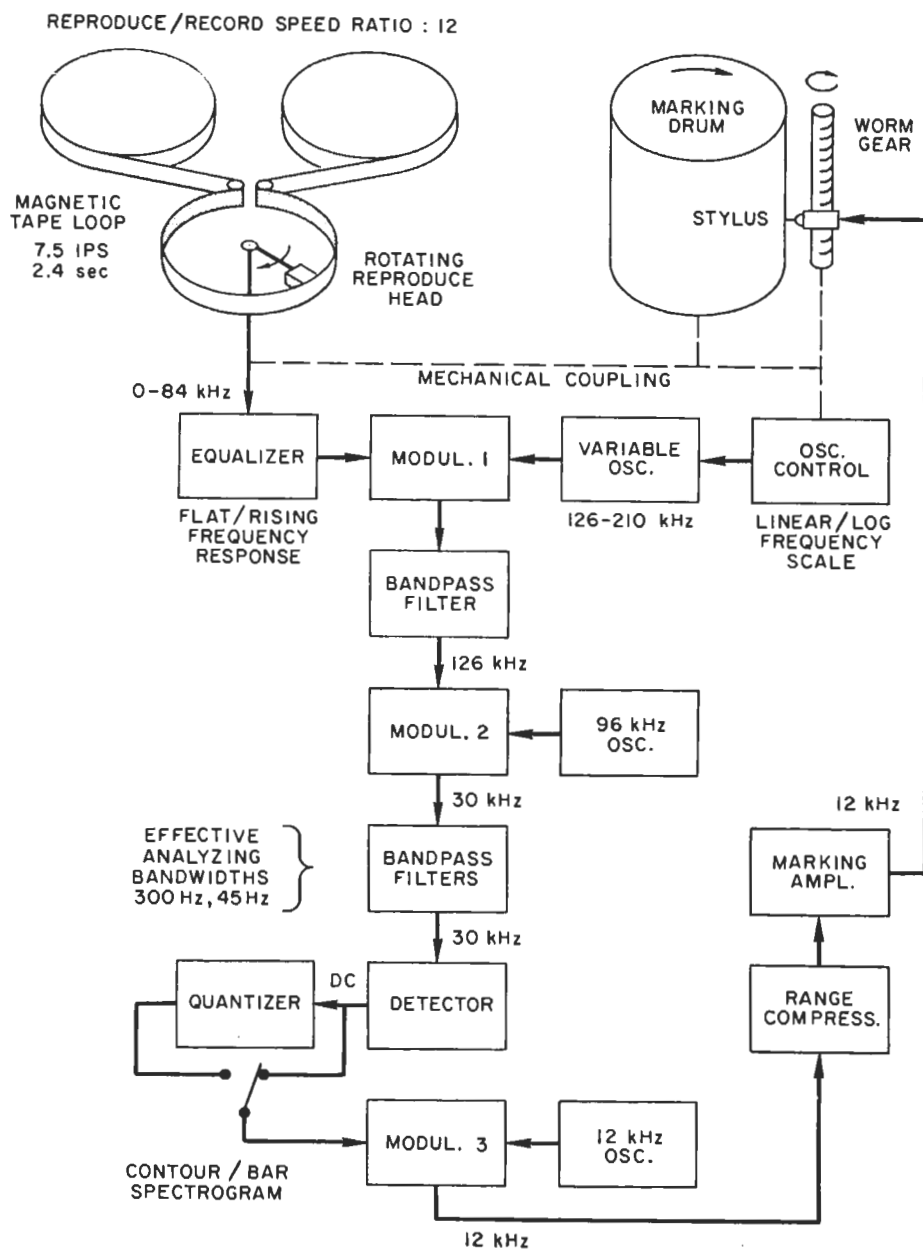 REPRODUCE/RECORD SPEED RATIO : 12
MARKING
DRUM
WORM
GEAR
STYLUS
MAGNETIC
TAPE LOOP
7.5 IPS
2.4 sec
ROTATING
REPRODUCE
HEAD
MECHANICAL COUPLING
0-84 kHz
EQUALIZER
MODUL. 1
VARIABLE
OSC.
OSC.
CONTROL
FLAT/RISING
FREQUENCY
RESPONSE
126-210 kHz
LINEAR/LOG
FREQUENCY
SCALE
BANDPASS
FILTER
126 kHz
MODUL. 2
96 kHz
OSC.
30 kHz
12 kHz
EFFECTIVE
ANALYZING
BANDWIDTHS
300 Hz, 45 Hz
BANDPASS
FILTERS
MARKING
AMPL.
30 kHz
DC
QUANTIZER
DETECTOR
RANGE
COMPRESS.
MODUL. 3
12 kHz
OSC.
CONTOUR / BAR
SPECTROGRAM
12 kHz